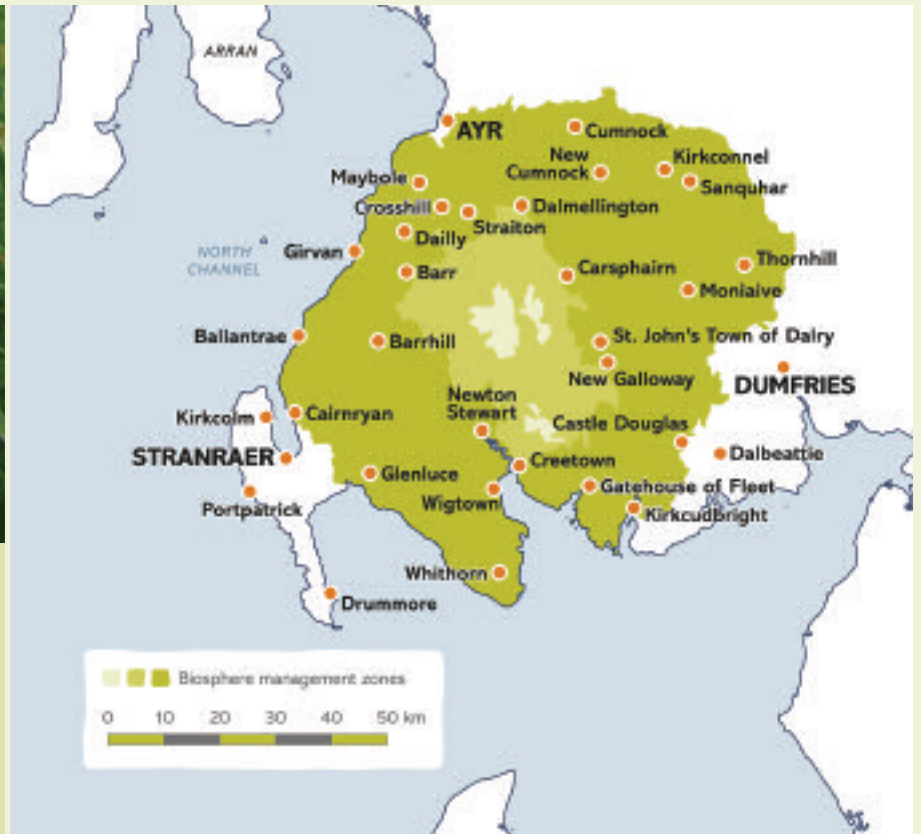 ARRAN
AYR
Cumnock
New
Cumnock
Kirkconnel
Sanquhar
Maybole
Crosshill
Straiton
Dalmellington
Dailly
NORTH
CHANNEL
Girvan
Barr
Carsphairn
Thornhill
Moniaive
Ballantrae
Barrhill
St. John's Town of Dalry
New Galloway
DUMFRIES
Newton
Stewart
Kirkcolm
Cairnryan
Castle Douglas
STRANRAER
Dalbeattie
Glenluce
Creetown
Portpatrick
Wigtown
Gatehouse of Fleet
Kirkcudbright
Whithorn
Drummore
Biosphere management zones
0 10 20 30 40 50 km